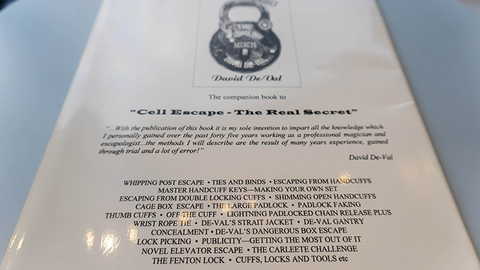 SECRETS
David De-Val
The companion book to
"Cell Escape - The Real Secret"
"...With the publication of this book it is my sole intention to impart all the knowledge which
I personally gained over the past forty five years working as a professional magician and
escapologist...the methods I will describe are the result of many years experience, gained
through trial and a lot of error!"
David De-Val
WHIPPING POST ESCAPE • TIES AND BINDS • ESCAPING FROM HANDCUFFS
MASTER HANDCUFF KEYS—MAKING YOUR OWN SET
ESCAPING FROM DOUBLE LOCKING CUFFS • SHIMMING OPEN HANDCUFFS
CAGE BOX ESCAPE • THE LARGE PADLOCK • PADLOCK FAKING
THUMB CUFFS • OFF THE CUFF • LIGHTNING PADLOCKED CHAIN RELEASE PLUS
WRIST ROPE TIE • DE-VAL'S STRAIT JACKET • DE-VAL GANTRY
CONCEALMENT • DE-VAL'S DANGEROUS BOX ESCAPE
LOCK PICKING • PUBLICITY—GETTING THE MOST OUT OF IT
NOVEL ELEVATOR ESCAPE • THE CARLEETE CHALLENGE
THE FENTON LOCK • CUFFS, LOCKS AND TOOLS etc